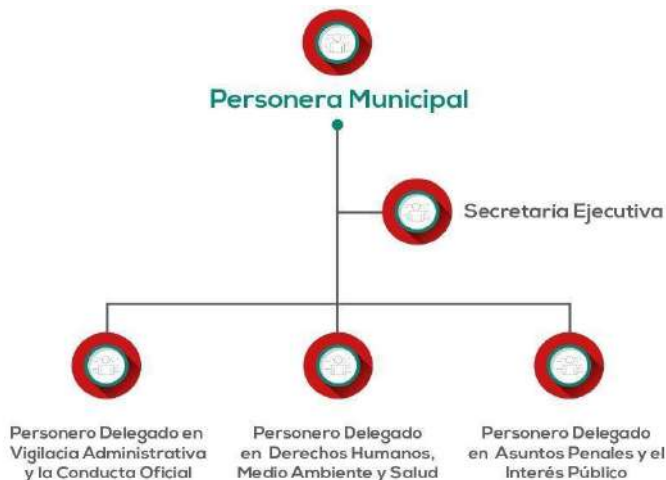 Personera Municipal
Secretaria Ejecutiva
Personero Delegado en
Vigilacia Administrativa
y la Conducta Oficial
Personero Delegado
en Derechos Humanos,
Medio Ambiente y Salud
Personero Delegado
en Asuntos Penales y el
Interés Público